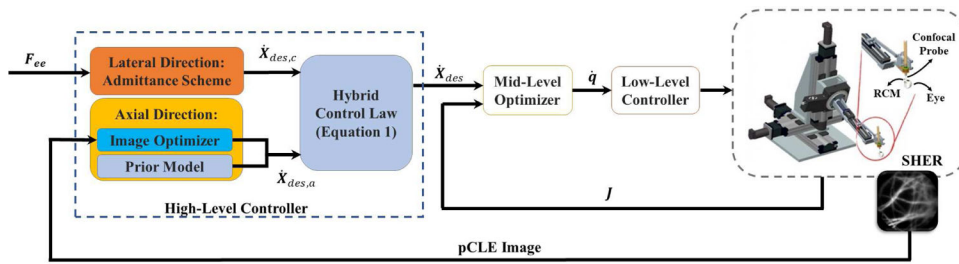 F_ee
Lateral Direction:
Admittance Scheme
Ẋ_des,c
Axial Direction:
Image Optimizer
Prior Model
Ẋ_des,a
Hybrid
Control Law
(Equation 1)
High-Level Controller
Ẋ_des
Mid-Level
Optimizer
q̇
Low-Level
Controller
J
Confocal
Probe
RCM
Eye
SHER
pCLE Image